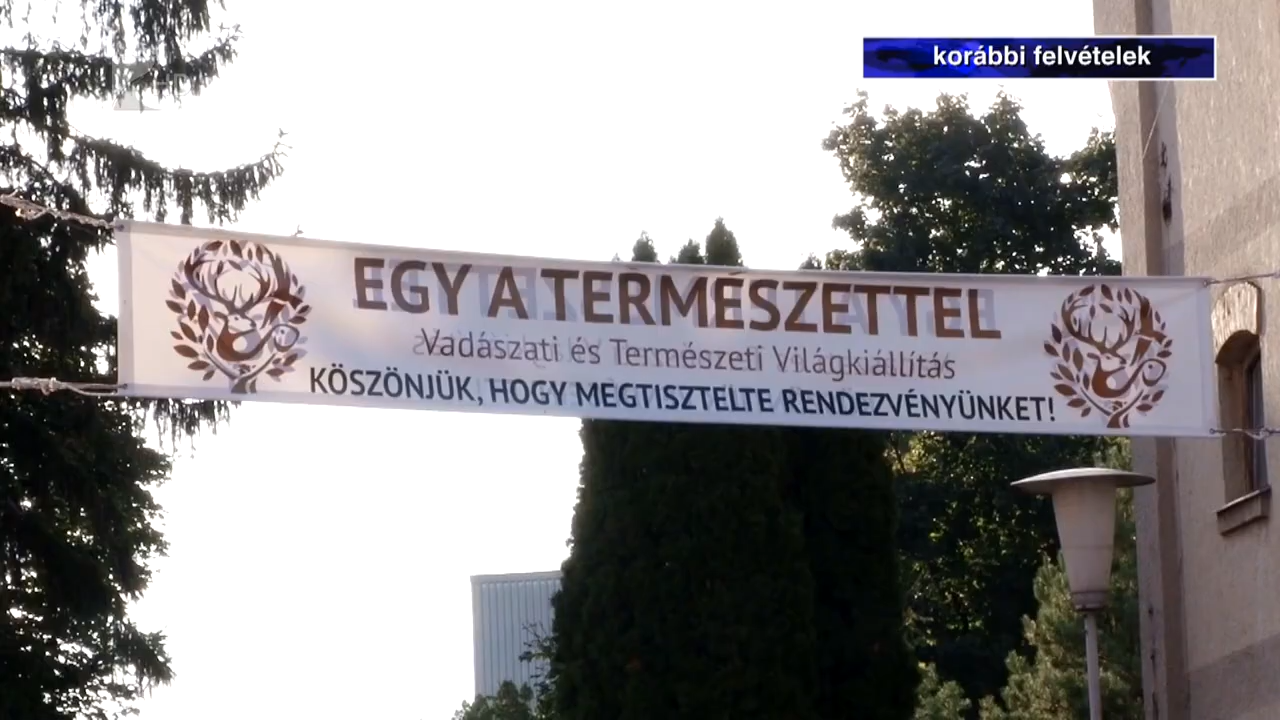 korábbi felvételek
EGY A TERMÉSZETTEL
Vadászati és Természeti Világkiállítás
KÖSZÖNJÜK, HOGY MEGTISZTELTE RENDEZVÉNYÜNKET!